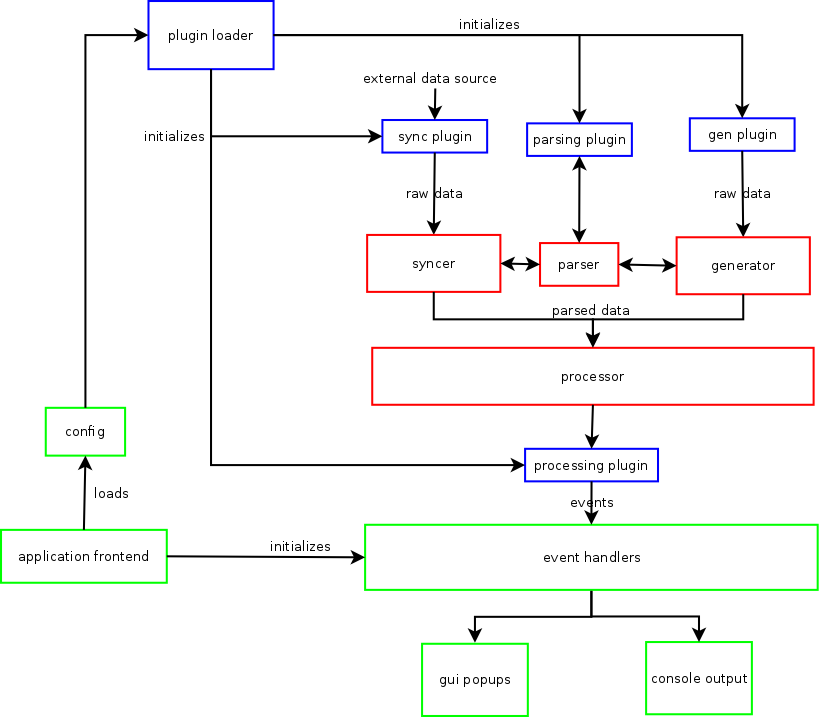 initializes
plugin loader
external data source
initializes
sync plugin
parsing plugin
gen plugin
raw data
raw data
syncer
parser
generator
parsed data
processor
config
processing plugin
loads
events
initializes
application frontend
event handlers
gui popups
console output